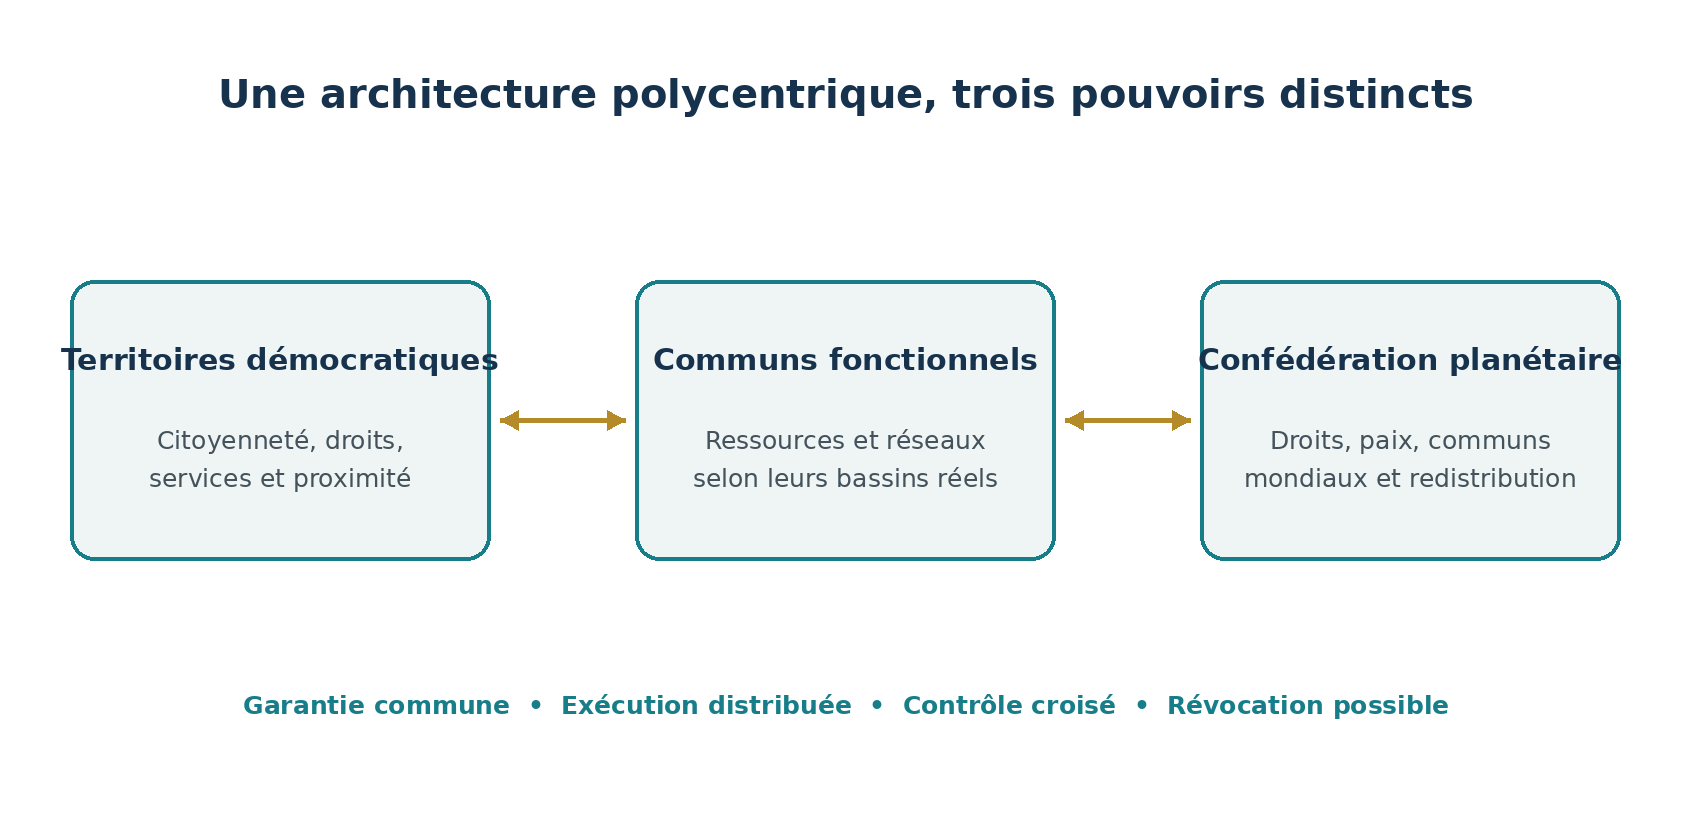 Une architecture polycentrique, trois pouvoirs distincts
Territoires démocratiques
Citoyenneté, droits,
services et proximité
Communs fonctionnels
Ressources et réseaux
selon leurs bassins réels
Confédération planétaire
Droits, paix, communs
mondiaux et redistribution
Garantie commune • Exécution distribuée • Contrôle croisé • Révocation possible